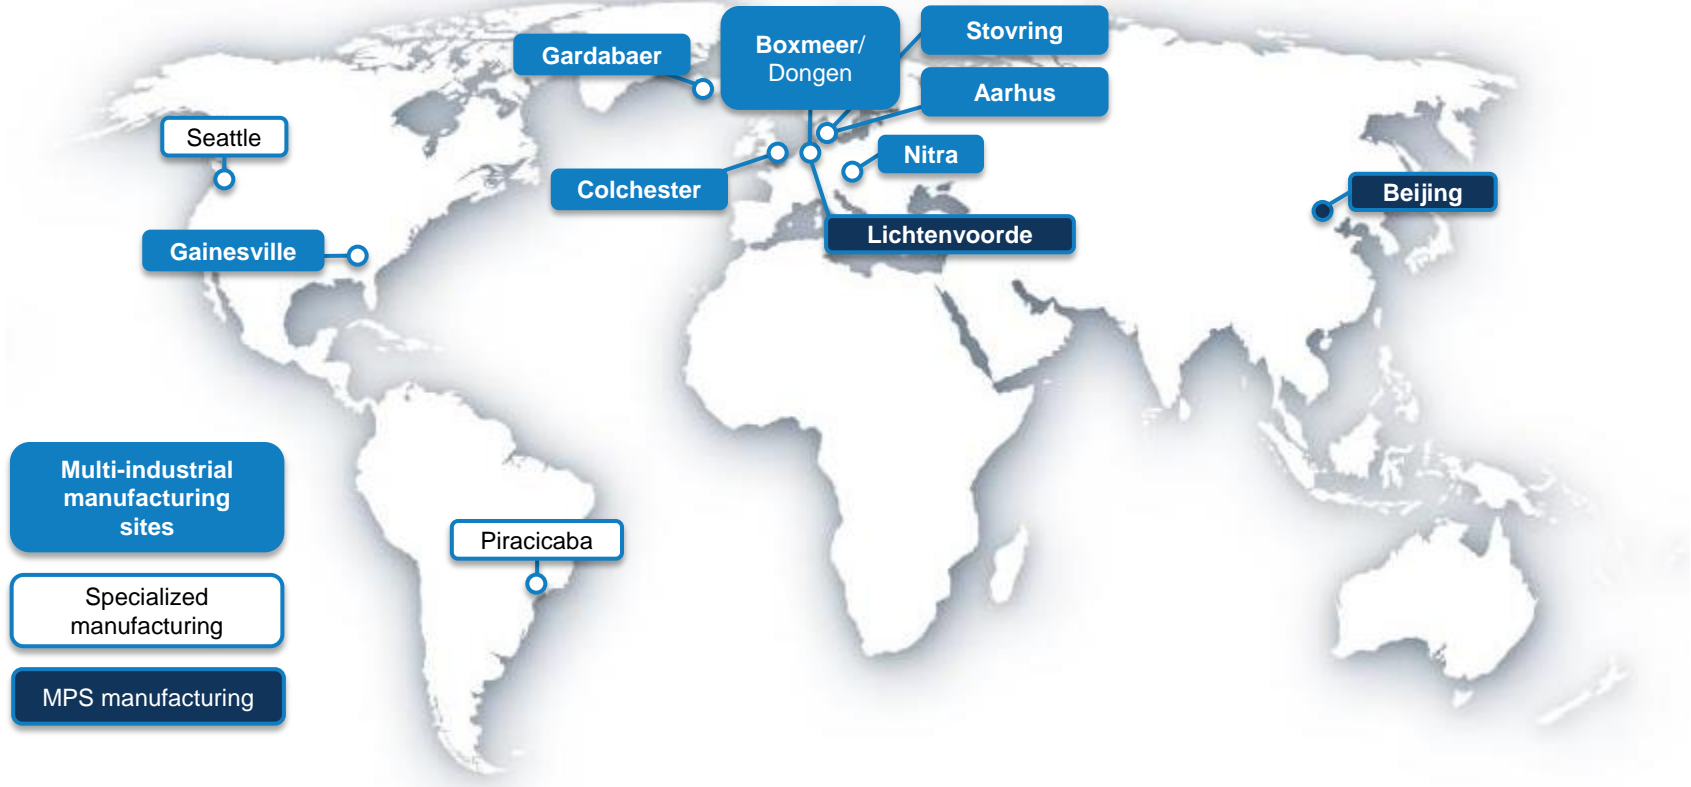 Stovring
Boxmeer/
Dongen
Gardabaer
Aarhus
Seattle
Nitra
Colchester
Beijing
Lichtenvoorde
Gainesville
Multi-industrial
manufacturing
sites
Piracicaba
Specialized
manufacturing
MPS manufacturing